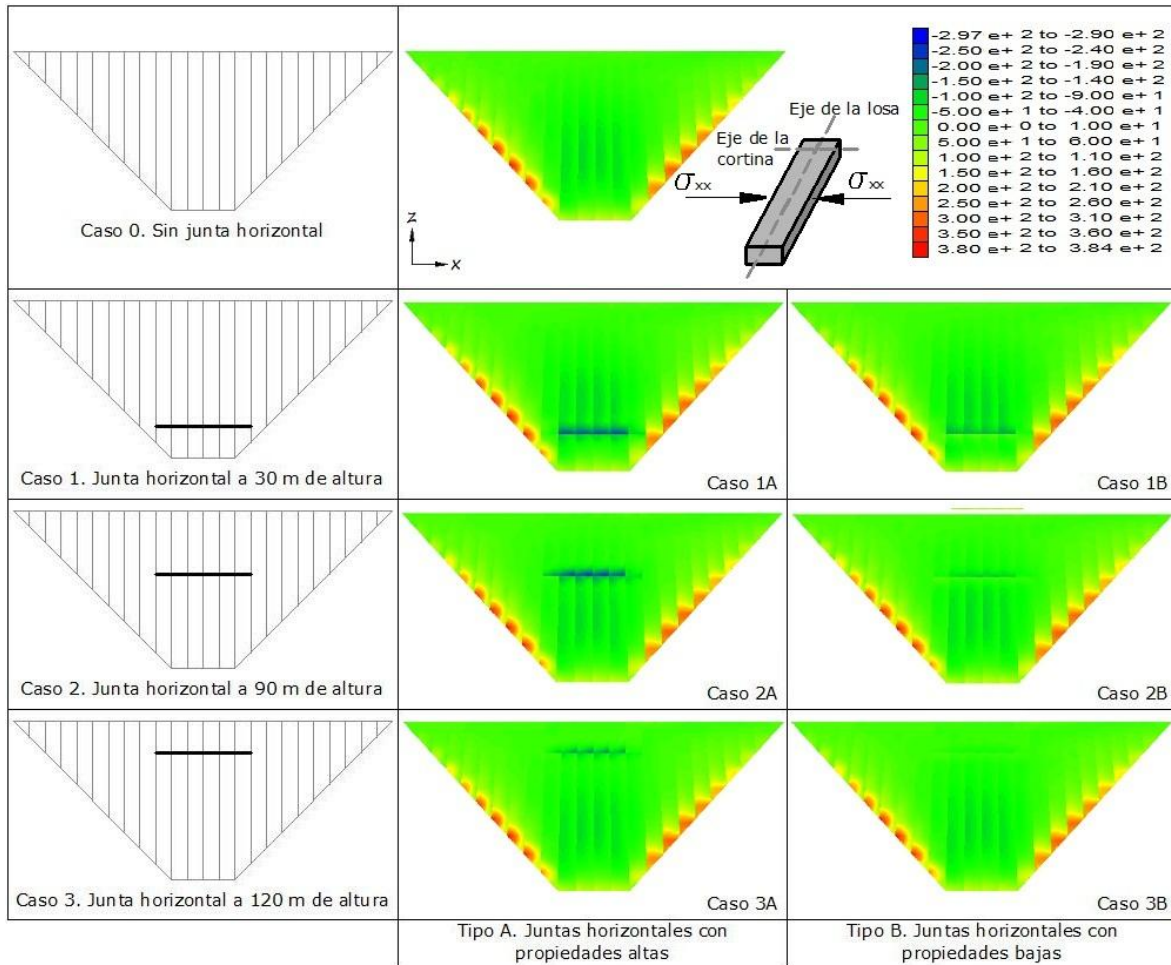 Caso 0. Sin junta horizontal
Eje de la losa
Eje de la
cortina
σxx
σxx
z
x
-2.97 e+ 2 to -2.90 e+ 2
-2.50 e+ 2 to -2.40 e+ 2
-2.00 e+ 2 to -1.90 e+ 2
-1.50 e+ 2 to -1.40 e+ 2
-1.00 e+ 2 to -9.00 e+ 1
-5.00 e+ 1 to -4.00 e+ 1
0.00 e+ 0 to 1.00 e+ 1
5.00 e+ 1 to 6.00 e+ 1
1.00 e+ 2 to 1.10 e+ 2
1.50 e+ 2 to 1.60 e+ 2
2.00 e+ 2 to 2.10 e+ 2
2.50 e+ 2 to 2.60 e+ 2
3.00 e+ 2 to 3.10 e+ 2
3.50 e+ 2 to 3.60 e+ 2
3.80 e+ 2 to 3.84 e+ 2
Caso 1. Junta horizontal a 30 m de altura
Caso 1A
Caso 1B
Caso 2. Junta horizontal a 90 m de altura
Caso 2A
Caso 2B
Caso 3. Junta horizontal a 120 m de altura
Caso 3A
Caso 3B
Tipo A. Juntas horizontales con
propiedades altas
Tipo B. Juntas horizontales con
propiedades bajas